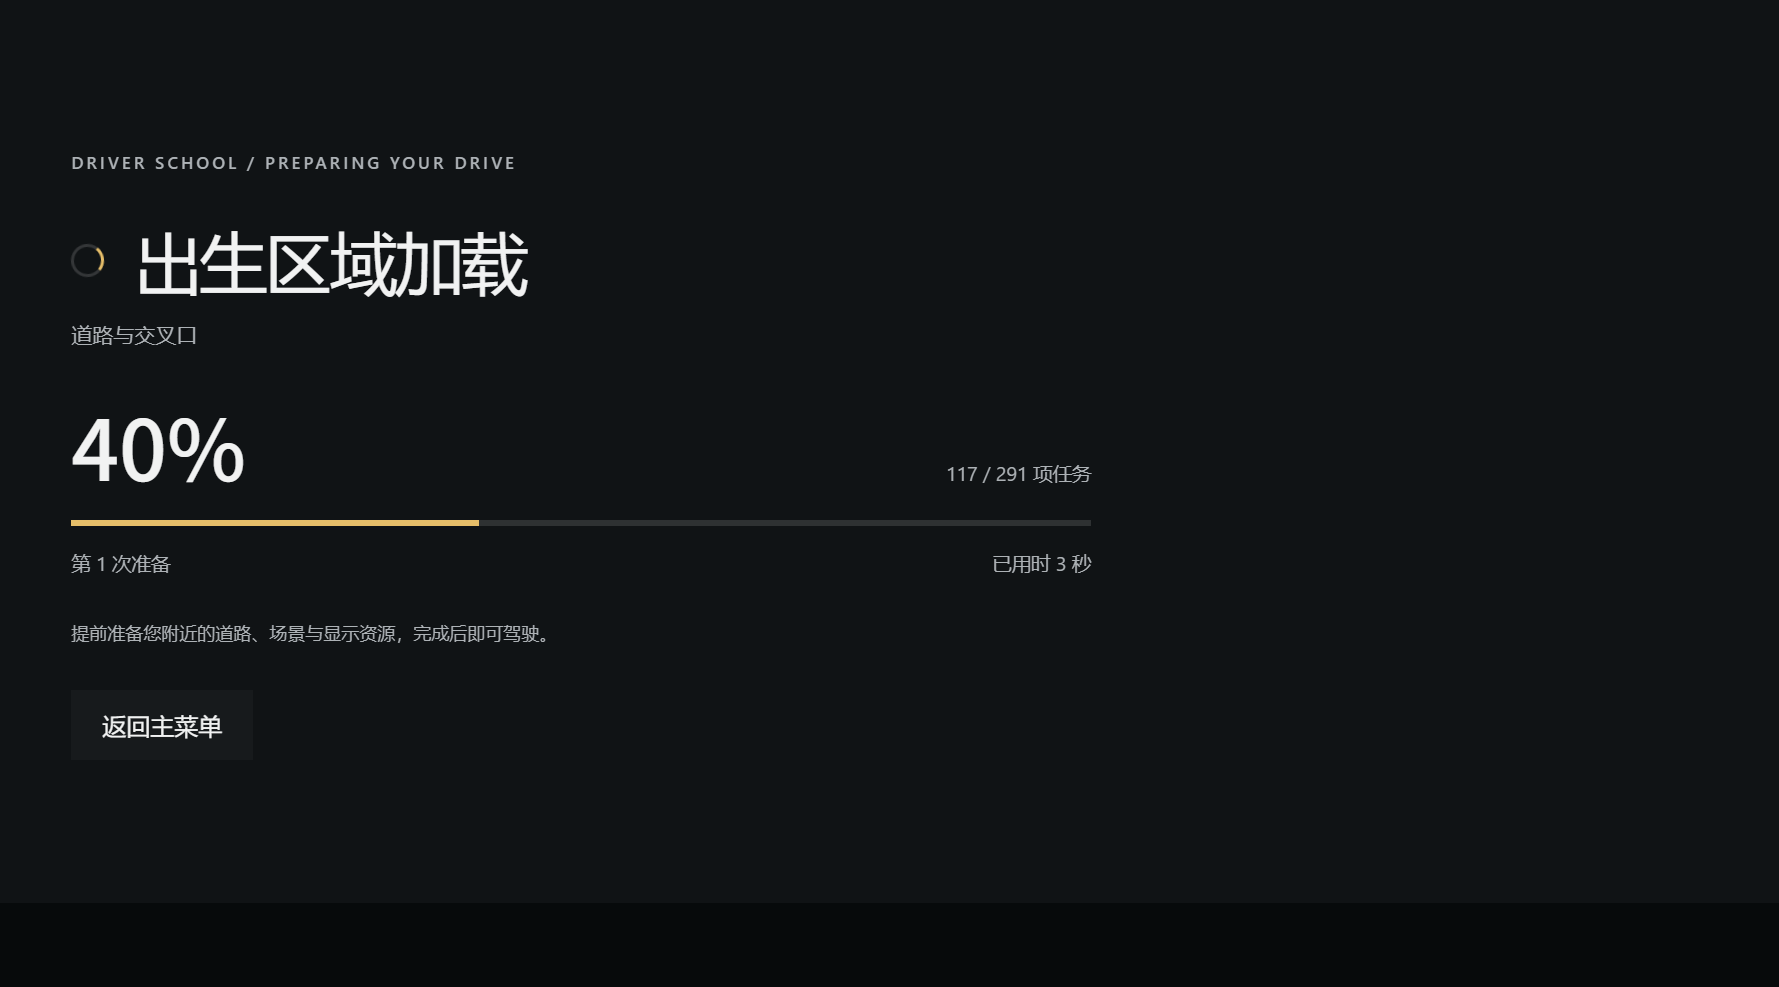 DRIVER SCHOOL / PREPARING YOUR DRIVE
出生区域加载
道路与交叉口
40%
117 / 291 项任务
第 1 次准备
已用时 3 秒
提前准备您附近的道路、场景与显示资源，完成后即可驾驶。
返回主菜单